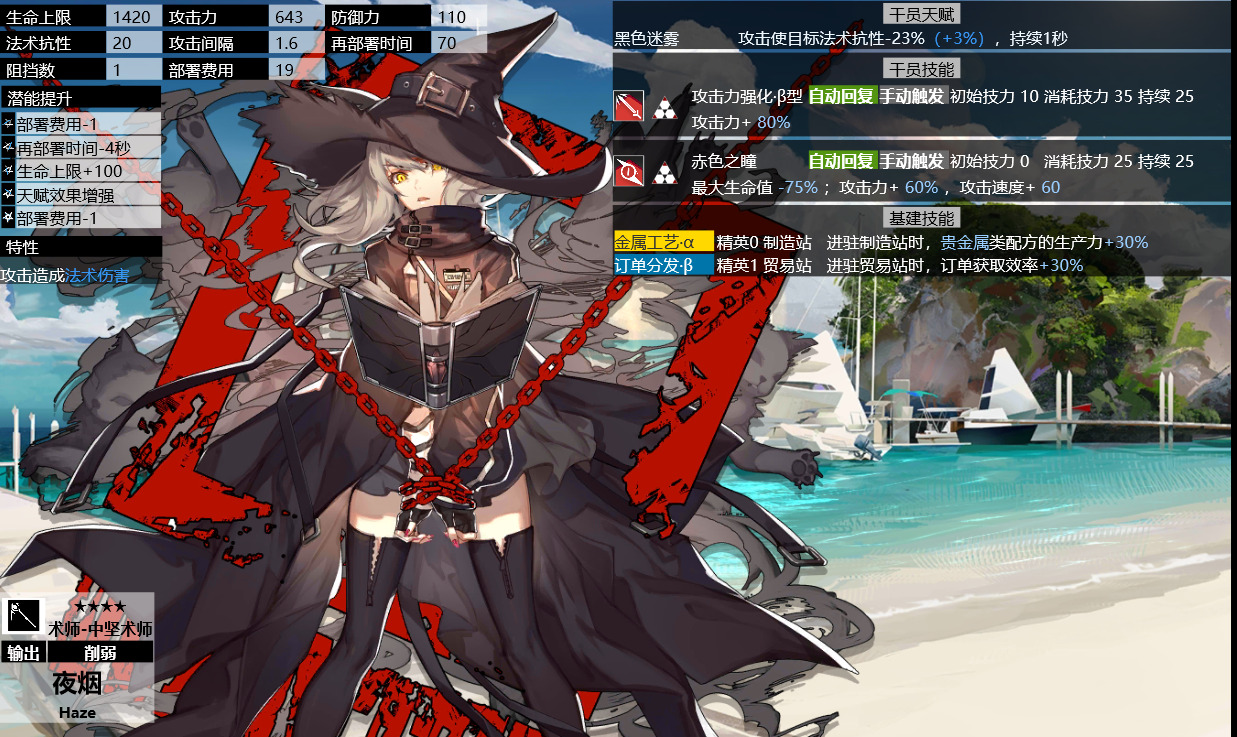 生命上限 1420 攻击力 643 防御力 110
法术抗性 20 攻击间隔 1.6 再部署时间 70
阻挡数 1 部署费用 19
潜能提升
部署费用-1
再部署时间-4秒
生命上限+100
天赋效果增强
部署费用-1
特性
攻击造成法术伤害
干员天赋
黑色迷雾 攻击使目标法术抗性-23%（+3%），持续1秒
干员技能
攻击力强化·β型 自动回复 手动触发 初始技力 10 消耗技力 35 持续 25
攻击力+ 80%
赤色之瞳 自动回复 手动触发 初始技力 0 消耗技力 25 持续 25
最大生命值 -75%；攻击力+ 60%，攻击速度+ 60
基建技能
金属工艺·α 精英0 制造站 进驻制造站时，贵金属类配方的生产力+30%
订单分发·β 精英1 贸易站 进驻贸易站时，订单获取效率+30%
★★★★
术师-中坚术师
输出 削弱
夜烟
Haze